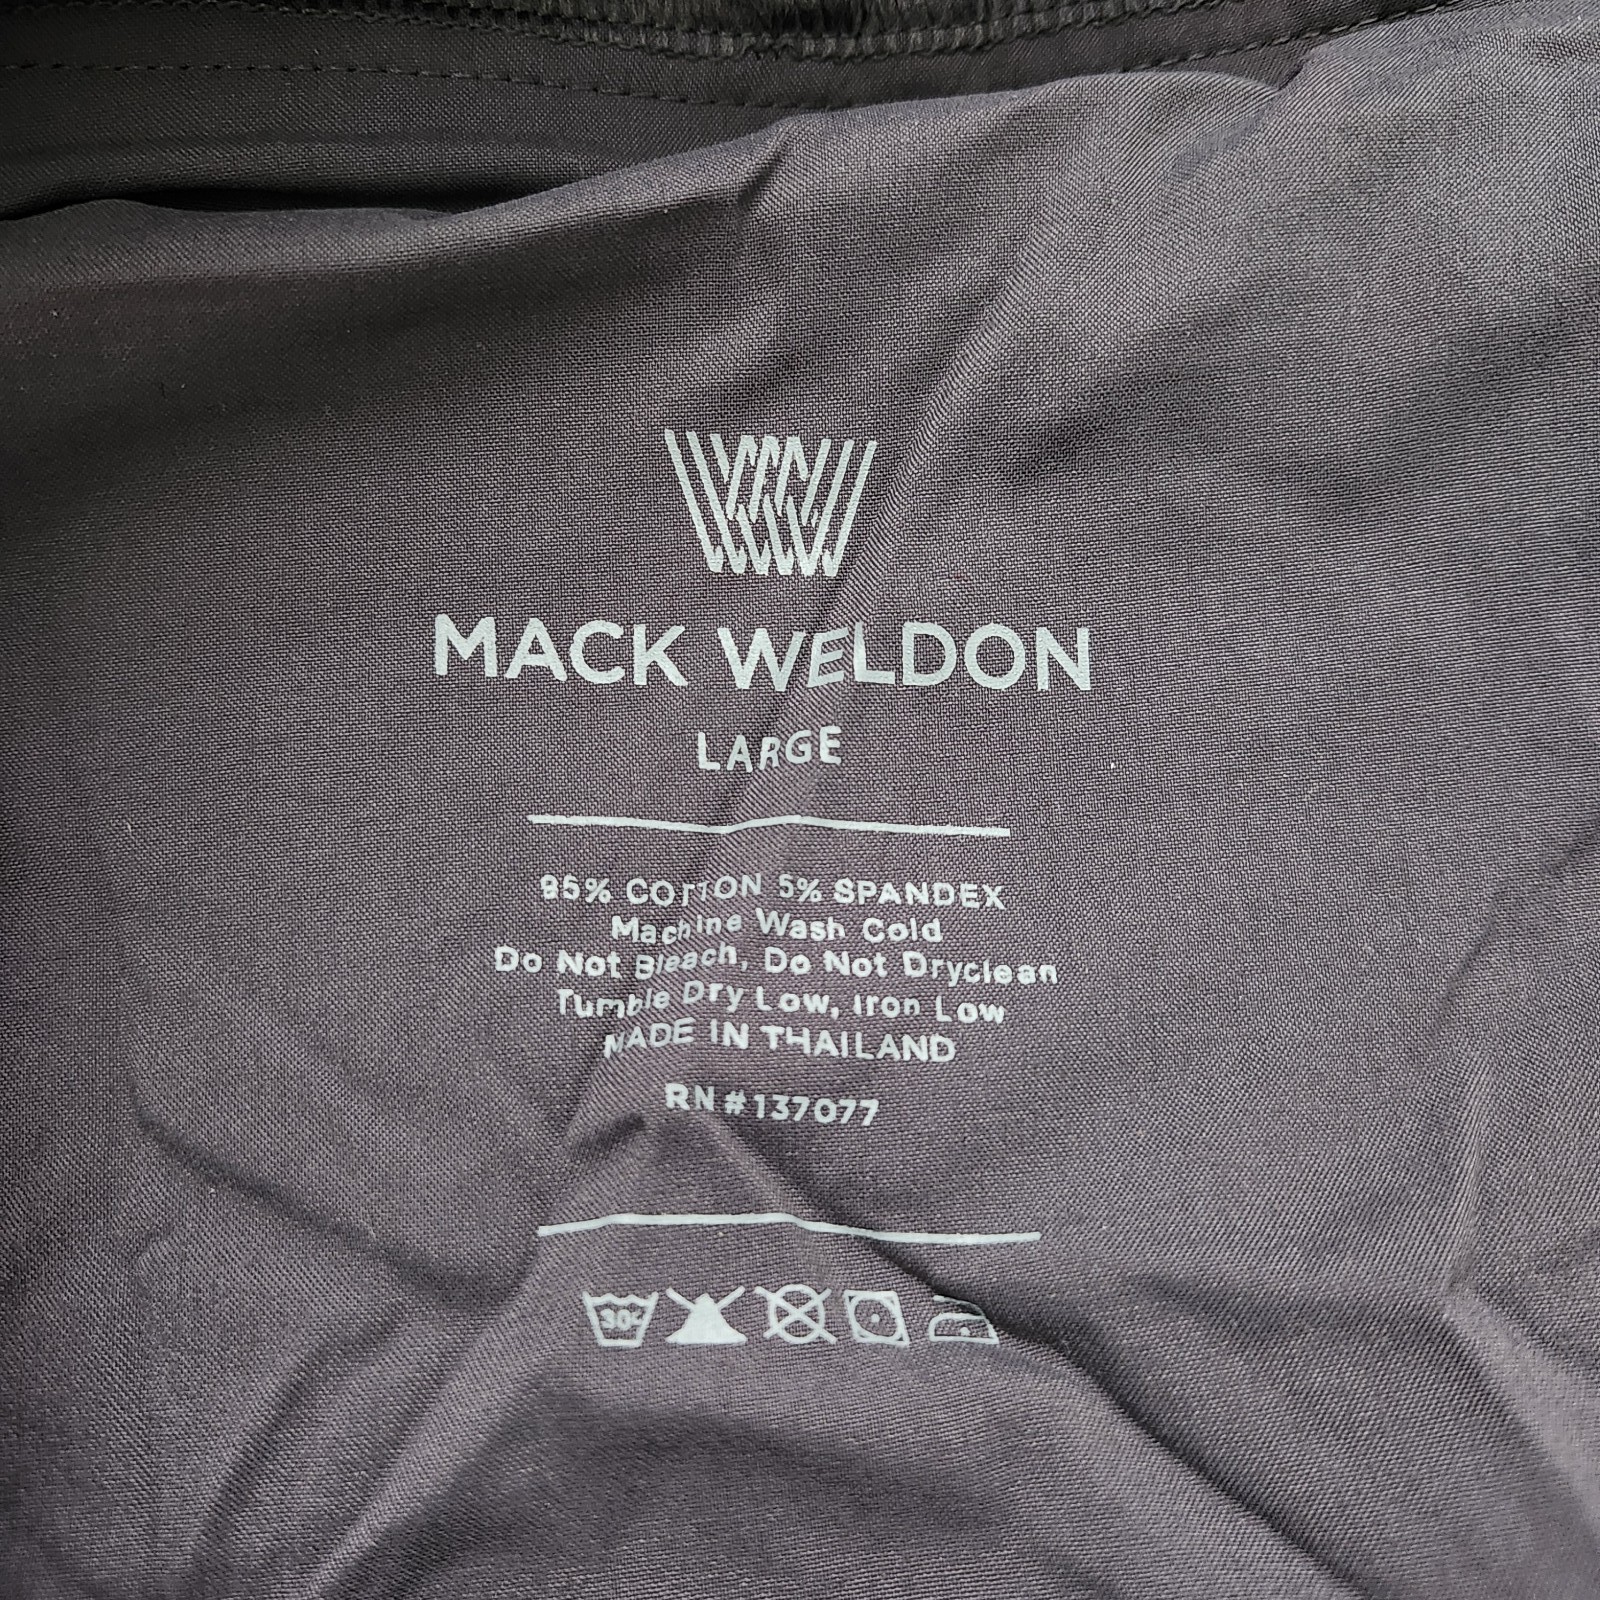 MACK WELDON
LARGE
95% COTTON 5% SPANDEX
Machine Wash Cold
Do Not Bleach, Do Not Dryclean
Tumble Dry Low, Iron Low
MADE IN THAILAND
RN#137077
30c